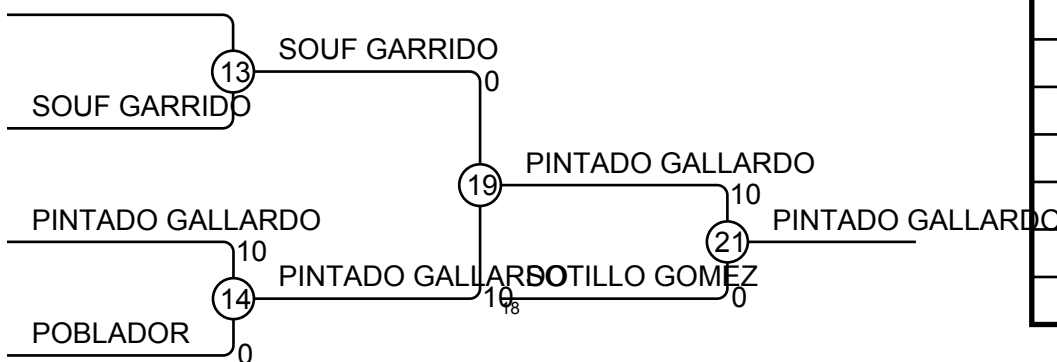 SOUF GARRIDO
13
0
SOUF GARRIDO
PINTADO GALLARDO
19
10
PINTADO GALLARDO
PINTADO GALLARDO
21
10
PINTADO GALLARDO SOTILLO GOMEZ
14
10
18
0
POBLADOR
0